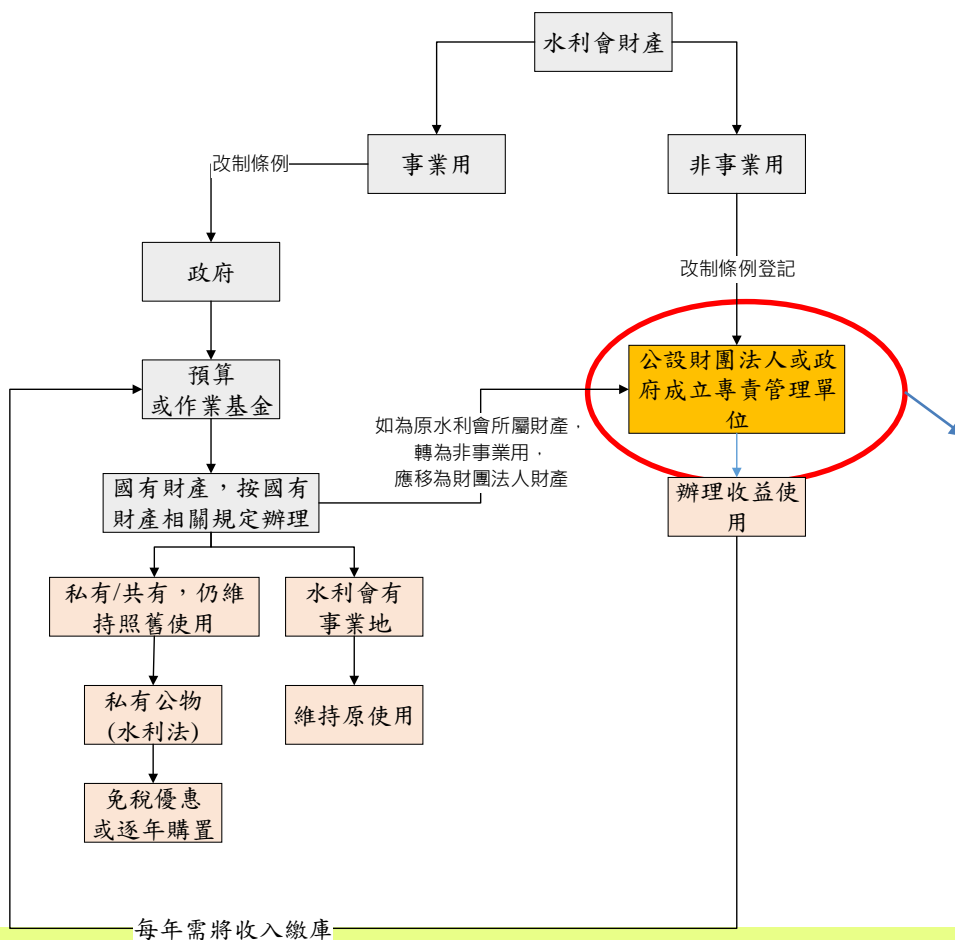 水利會財產
事業用
非事業用
改制條例
政府
改制條例登記
預算
或作業基金
公設財團法人或政
府成立專責管理單
位
如為原水利會所屬財產，
轉為非事業用，
應移為財團法人財產
國有財產，按國有
財產相關規定辦理
辦理收益使
用
私有/共有，仍維
持照舊使用
水利會有
事業地
私有公物
(水利法)
維持原使用
免稅優惠
或逐年購置
每年需將收入繳庫